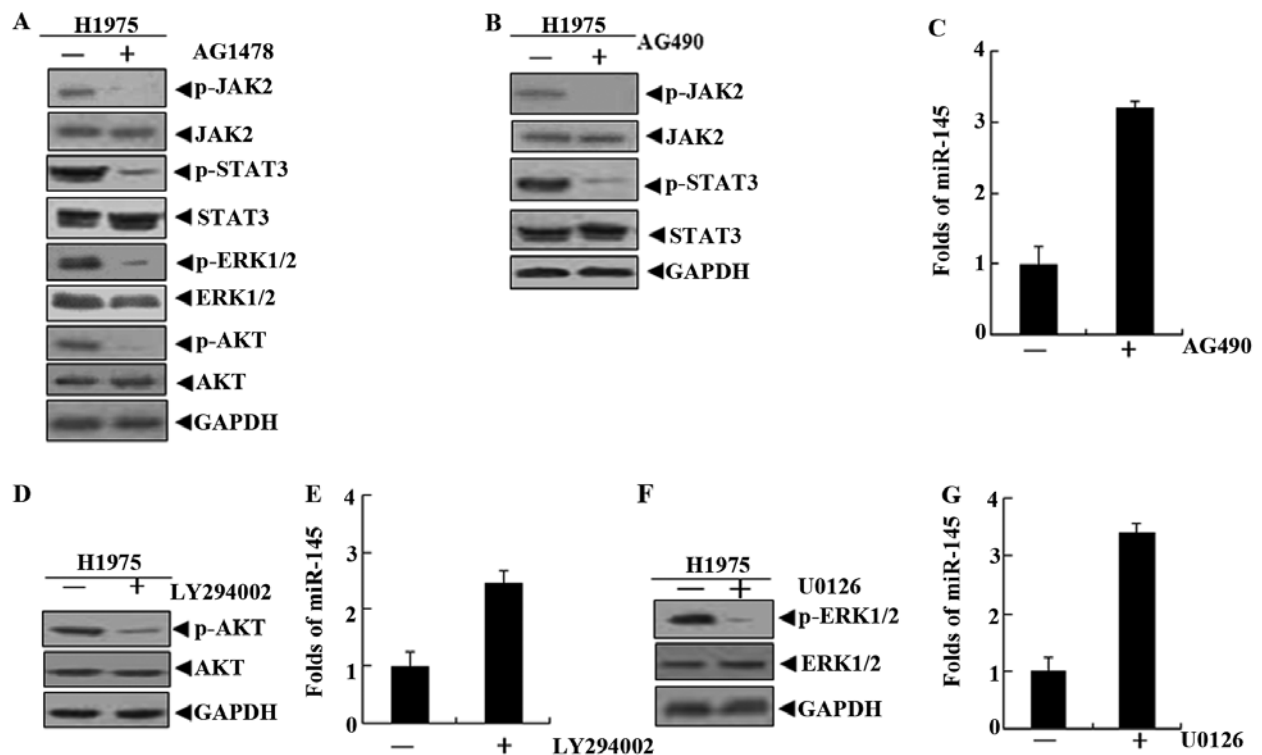 A
H1975
— +
AG1478
p-JAK2
JAK2
p-STAT3
STAT3
p-ERK1/2
ERK1/2
p-AKT
AKT
GAPDH
B
H1975
AG490
— +
p-JAK2
JAK2
p-STAT3
STAT3
GAPDH
C
Folds of miR-145
4
3
2
1
0
— + AG490
D
H1975
— +
LY294002
p-AKT
AKT
GAPDH
E
Folds of miR-145
4
3
2
1
0
— + LY294002
F
H1975
— +
U0126
p-ERK1/2
ERK1/2
GAPDH
G
Folds of miR-145
4
3
2
1
0
— + U0126